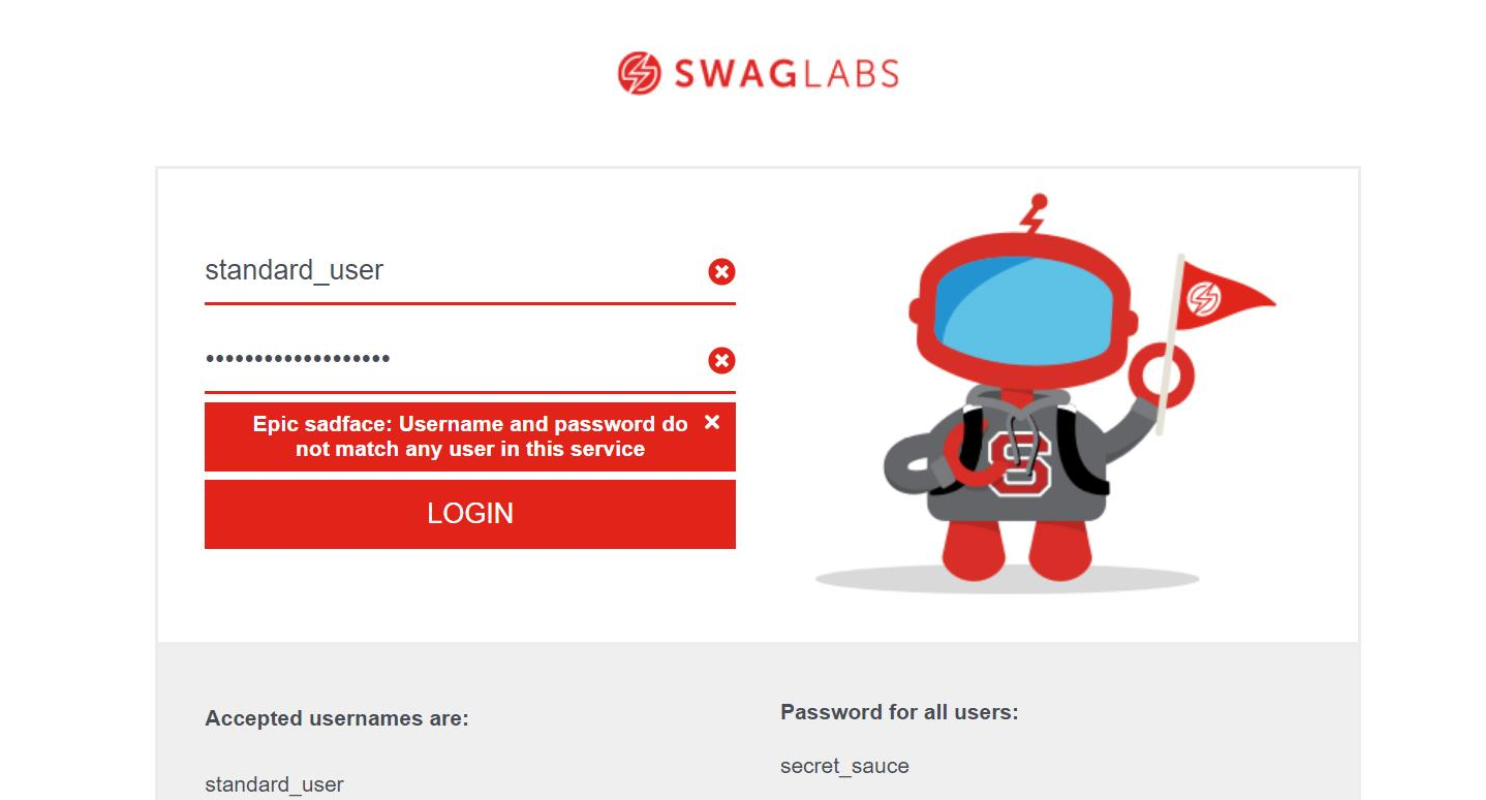 SWAGLABS
standard_user
•••••••••••••••••••
Epic sadface: Username and password do
not match any user in this service
LOGIN
S
Accepted usernames are:
standard_user
Password for all users:
secret_sauce